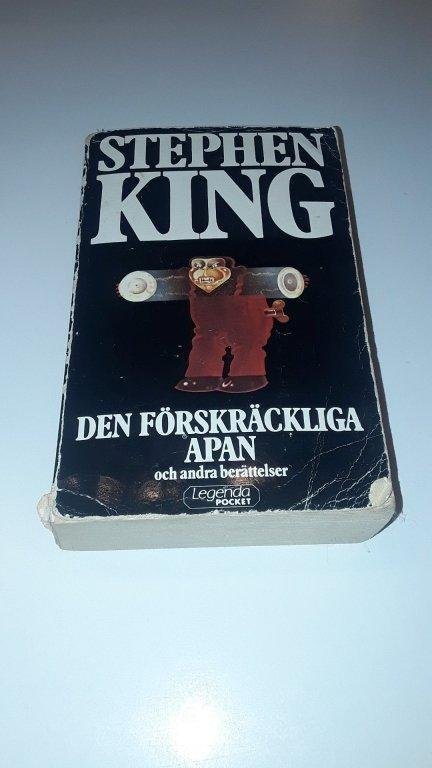 STEPHEN
KING
DEN FÖRSKRÄCKLIGA
APAN
och andra berättelser
Legenda
POCKET